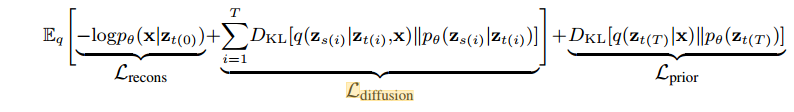 𝔼_q [ −log p_θ(x|z_{t(0)}) + ∑_{i=1}^{T} D_KL[q(z_{s(i)}|z_{t(i)},x)‖p_θ(z_{s(i)}|z_{t(i)})] ] + D_KL[q(z_{t(T)}|x)‖p_θ(z_{t(T)})]
ℒ_recons ℒ_diffusion ℒ_prior